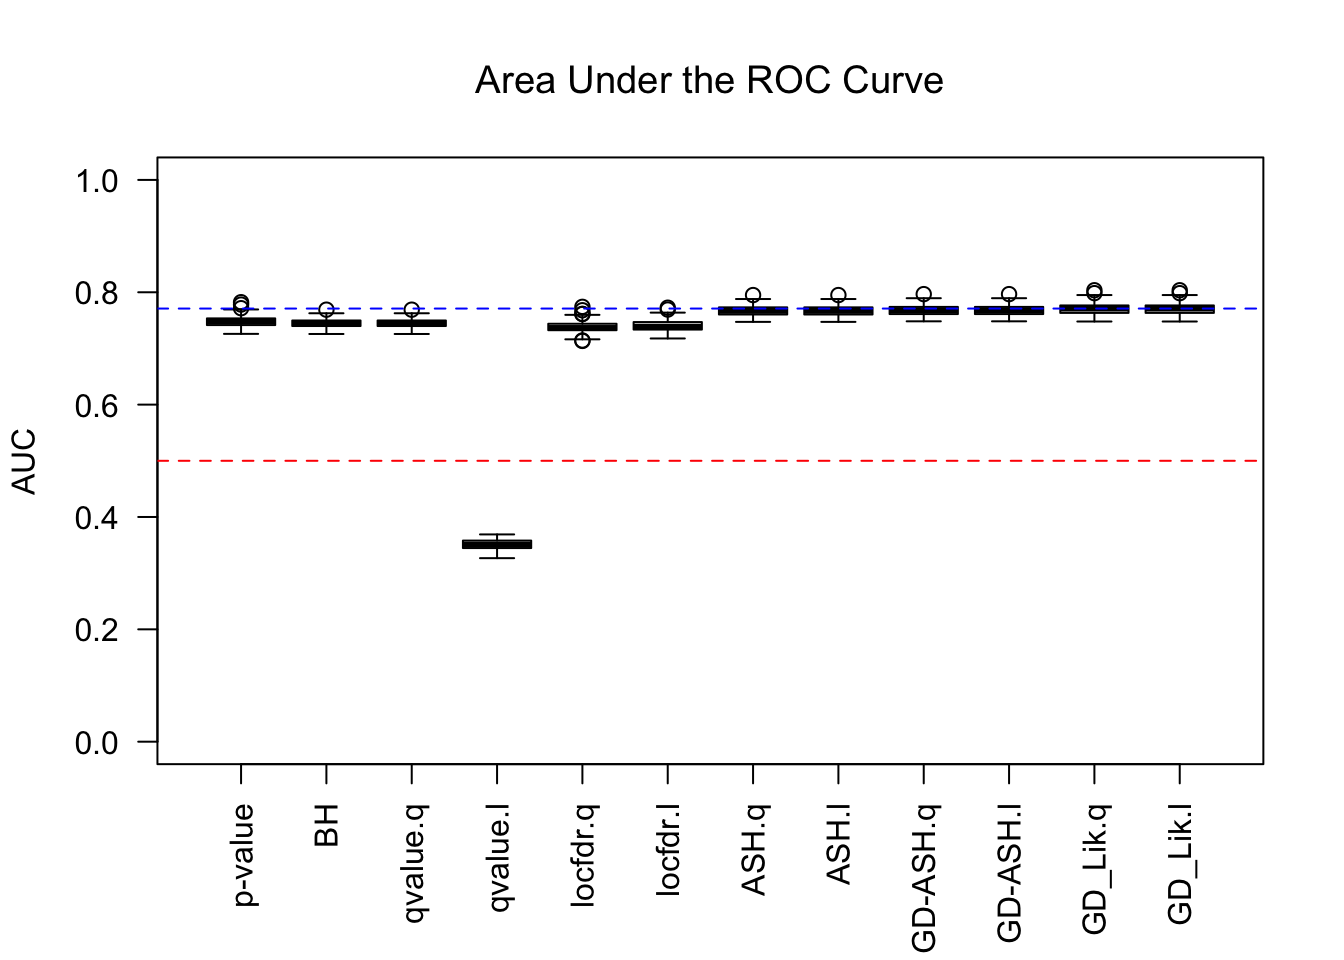 Area Under the ROC Curve
AUC
1.0
0.8
0.6
0.4
0.2
0.0
p-value
BH
qvalue.q
qvalue.l
locfdr.q
locfdr.l
ASH.q
ASH.l
GD-ASH.q
GD-ASH.l
GD_Lik.q
GD_Lik.l